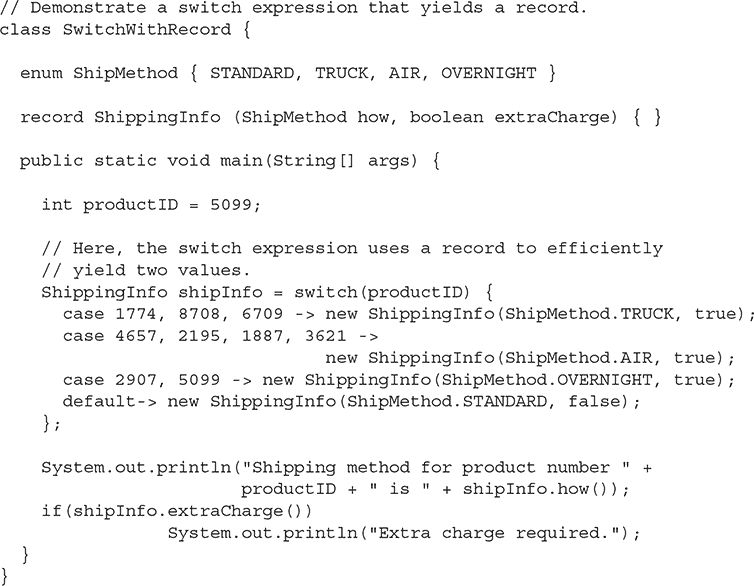 // Demonstrate a switch expression that yields a record.
class SwitchWithRecord {

  enum ShipMethod { STANDARD, TRUCK, AIR, OVERNIGHT }

  record ShippingInfo (ShipMethod how, boolean extraCharge) { }

  public static void main(String[] args) {

    int productID = 5099;

    // Here, the switch expression uses a record to efficiently
    // yield two values.
    ShippingInfo shipInfo = switch(productID) {
      case 1774, 8708, 6709 -> new ShippingInfo(ShipMethod.TRUCK, true);
      case 4657, 2195, 1887, 3621 ->
                               new ShippingInfo(ShipMethod.AIR, true);
      case 2907, 5099 -> new ShippingInfo(ShipMethod.OVERNIGHT, true);
      default-> new ShippingInfo(ShipMethod.STANDARD, false);
    };

    System.out.println("Shipping method for product number " +
                       productID + " is " + shipInfo.how());
    if(shipInfo.extraCharge())
                System.out.println("Extra charge required.");
  }
}